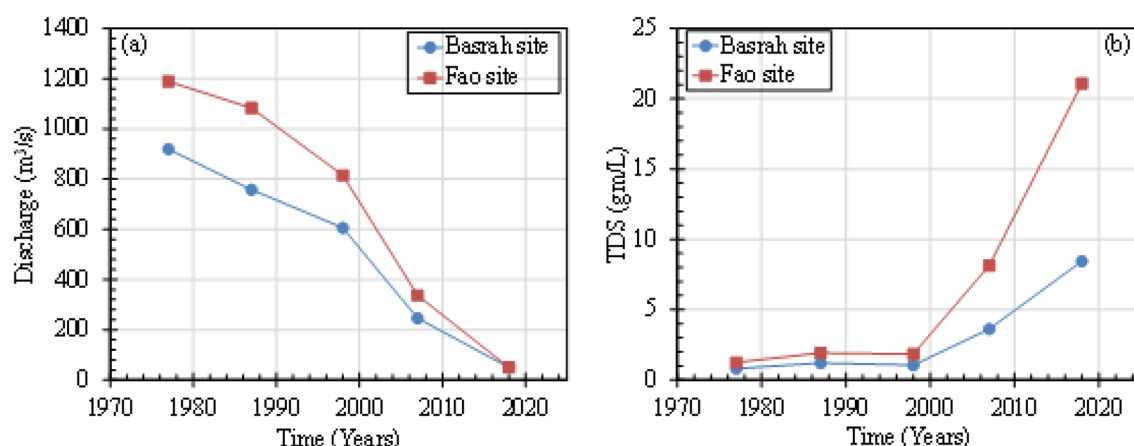 (a)
Basrah site
Fao site
Discharge (m³/s)
1400
1200
1000
800
600
400
200
0
1970 1980 1990 2000 2010 2020
Time (Years)
(b)
Basrah site
Fao site
TDS (gm/L)
25
20
15
10
5
0
1970 1980 1990 2000 2010 2020
Time (Years)